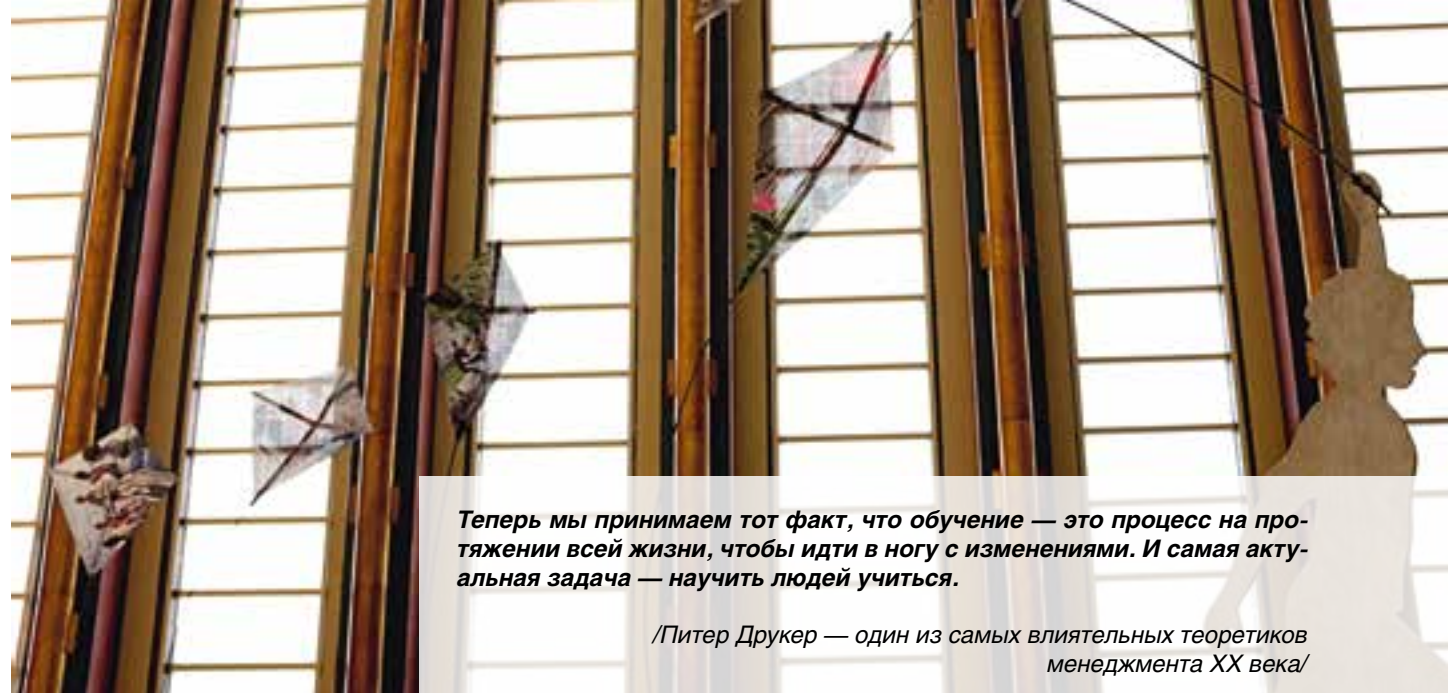 Теперь мы принимаем тот факт, что обучение — это процесс на про-
тяжении всей жизни, чтобы идти в ногу с изменениями. И самая акту-
альная задача — научить людей учиться.
/Питер Друкер — один из самых влиятельных теоретиков
менеджмента XX века/